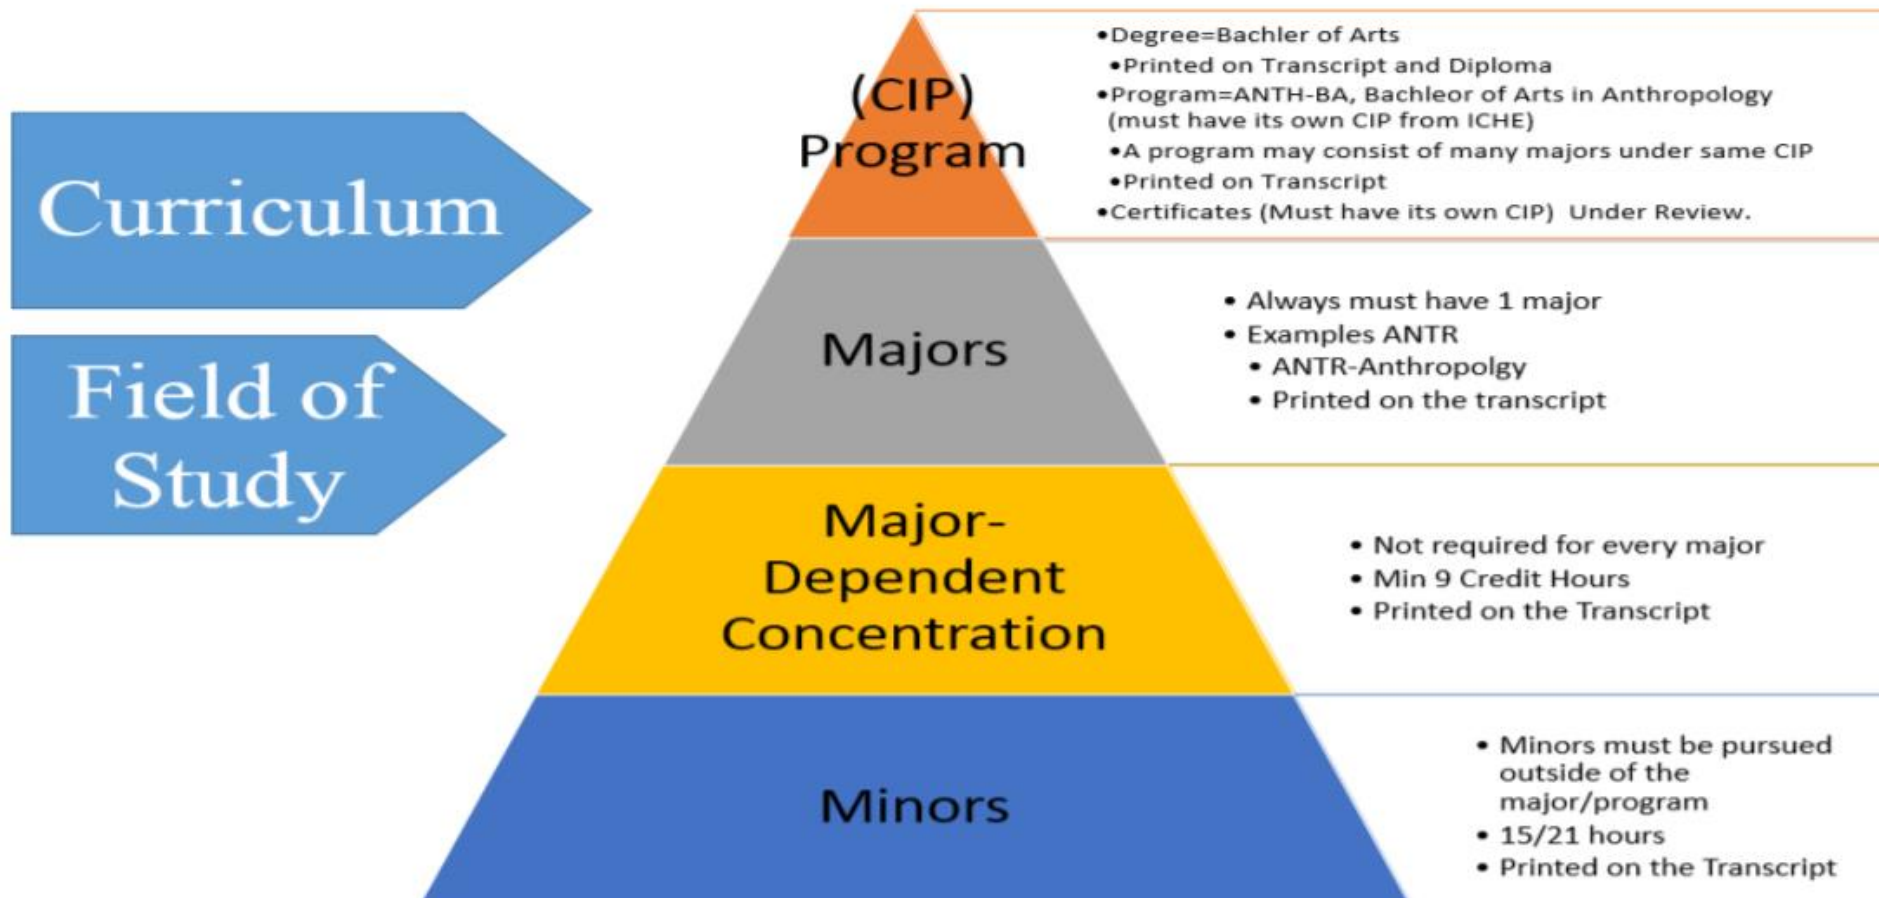 Curriculum
Field of
Study
(CIP)
Program
•Degree=Bachler of Arts
•Printed on Transcript and Diploma
•Program=ANTH-BA, Bachleor of Arts in Anthropology
(must have its own CIP from ICHE)
•A program may consist of many majors under same CIP
•Printed on Transcript
•Certificates (Must have its own CIP) Under Review.
Majors
• Always must have 1 major
• Examples ANTR
• ANTR-Anthropolgy
• Printed on the transcript
Major-
Dependent
Concentration
• Not required for every major
• Min 9 Credit Hours
• Printed on the Transcript
Minors
• Minors must be pursued
outside of the
major/program
• 15/21 hours
• Printed on the Transcript